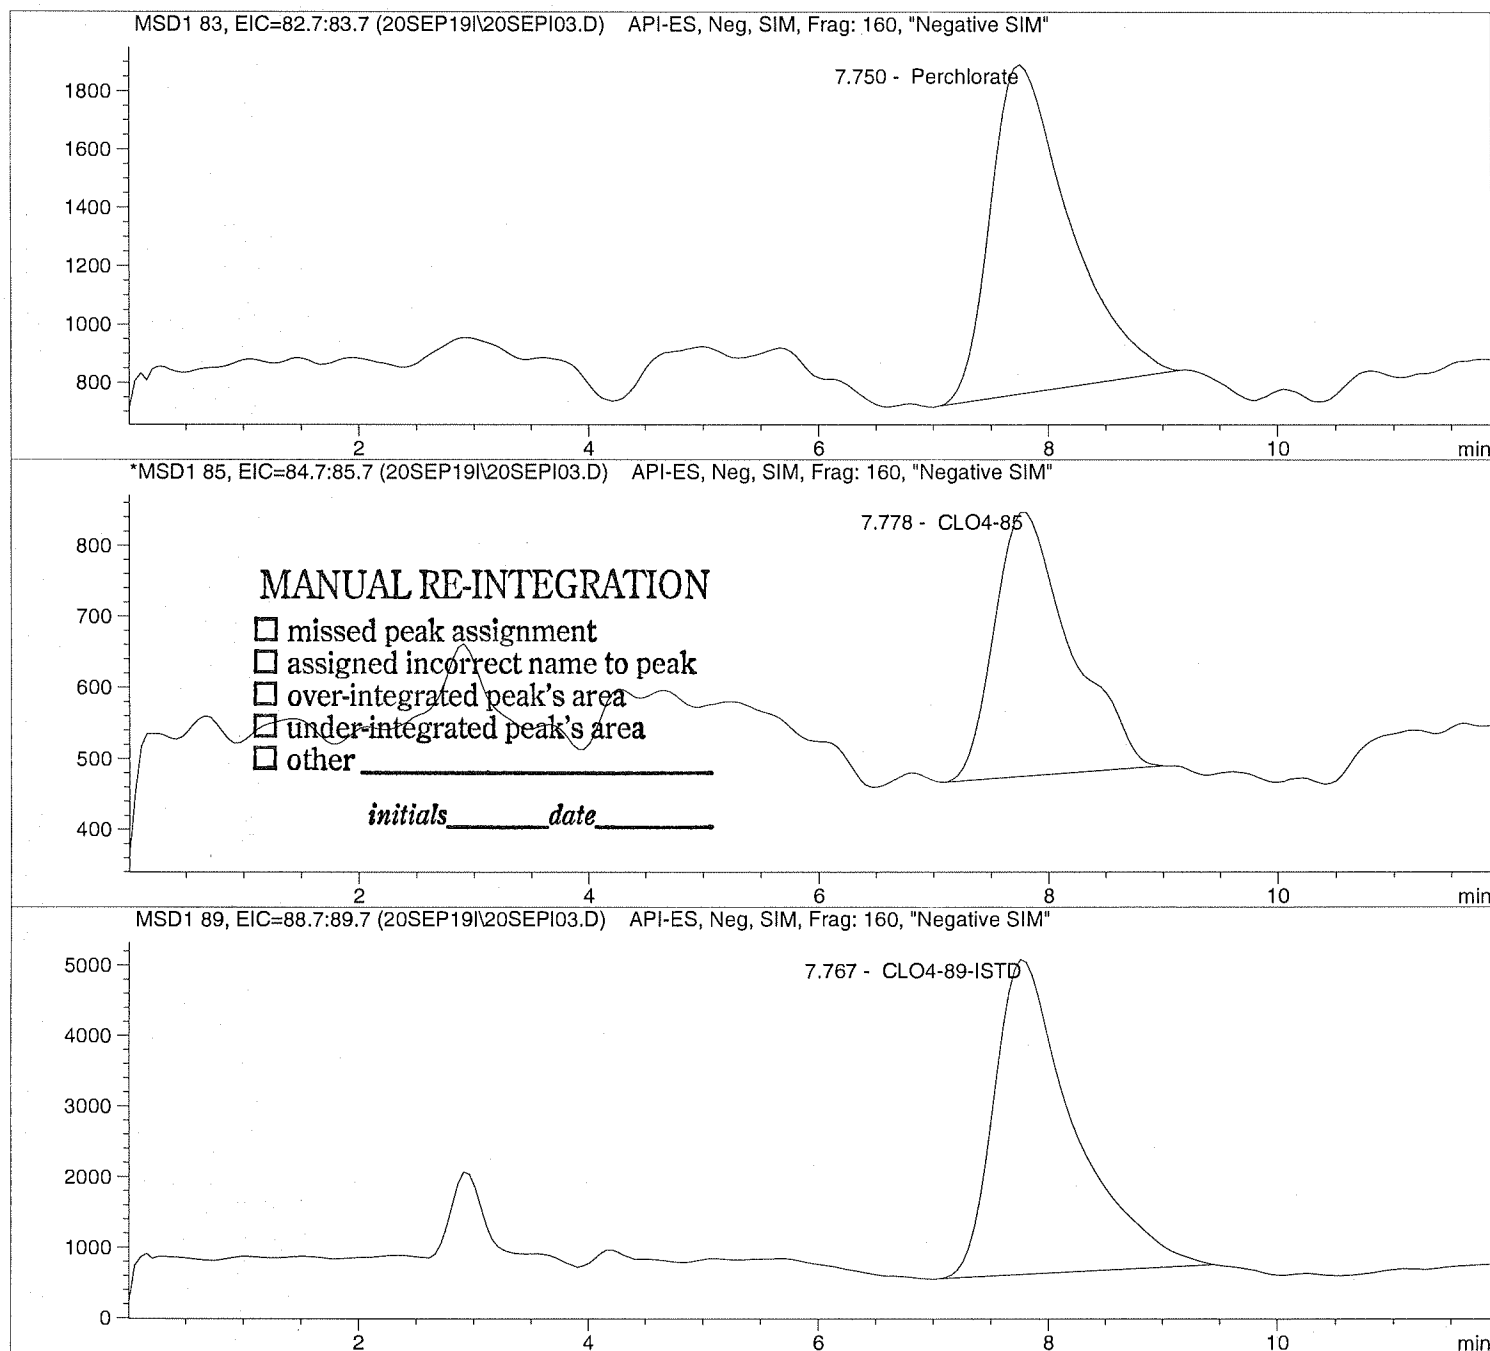 MSD1 83, EIC=82.7:83.7 (20SEP19I\20SEPI03.D) API-ES, Neg, SIM, Frag: 160, "Negative SIM"
7.750 - Perchlorate
1800
1600
1400
1200
1000
800
2 4 6 8 10 min
*MSD1 85, EIC=84.7:85.7 (20SEP19I\20SEPI03.D) API-ES, Neg, SIM, Frag: 160, "Negative SIM"
7.778 - CLO4-85
800
700
600
500
400
MANUAL RE-INTEGRATION
☐ missed peak assignment
☐ assigned incorrect name to peak
☐ over-integrated peak's area
☐ under-integrated peak's area
☐ other
initials date
2 4 6 8 10 min
MSD1 89, EIC=88.7:89.7 (20SEP19I\20SEPI03.D) API-ES, Neg, SIM, Frag: 160, "Negative SIM"
7.767 - CLO4-89-ISTD
5000
4000
3000
2000
1000
0
2 4 6 8 10 min